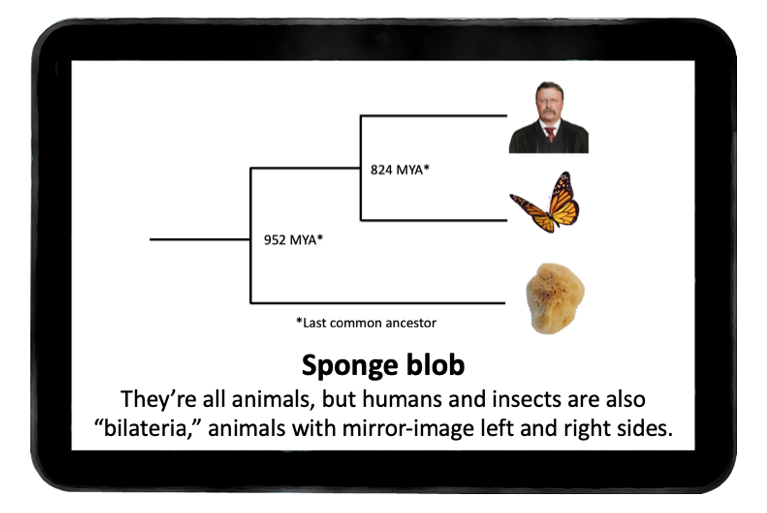 824 MYA*
952 MYA*
*Last common ancestor
Sponge blob
They’re all animals, but humans and insects are also
“bilateria,” animals with mirror-image left and right sides.